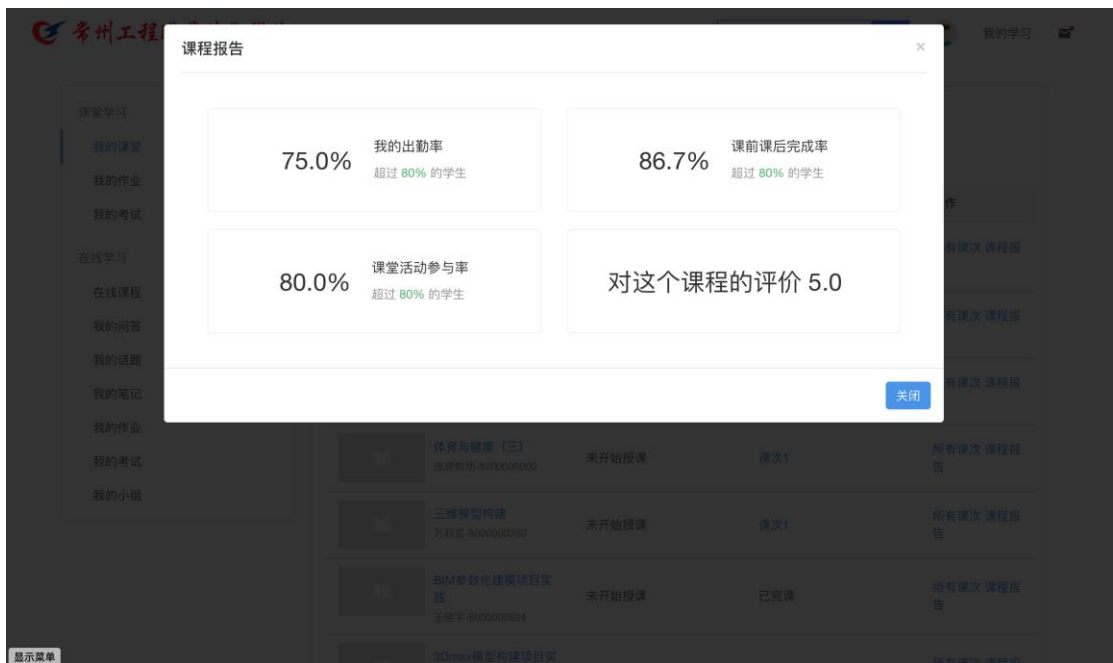 常州工程
我的学习
课程报告
×
75.0%
我的出勤率
超过 80% 的学生
86.7%
课前课后完成率
超过 80% 的学生
80.0%
课堂活动参与率
超过 80% 的学生
对这个课程的评价 5.0
关闭
课堂学习
我的课堂
我的作业
我的考试
在线学习
在线课程
我的问答
我的话题
我的笔记
我的作业
我的考试
我的小组
作
有课次 课程报
有课次 课程报
有课次 课程报
体育与健康（三）
未开始授课
课次1
所有课次 课程报
告
三维模型构建
未开始授课
课次1
所有课次 课程报
告
BIM参数化建模项目实
践
未开始授课
已完课
所有课次 课程报
告
3Dmax模型构建项目实
所有课次 课程报
显示菜单